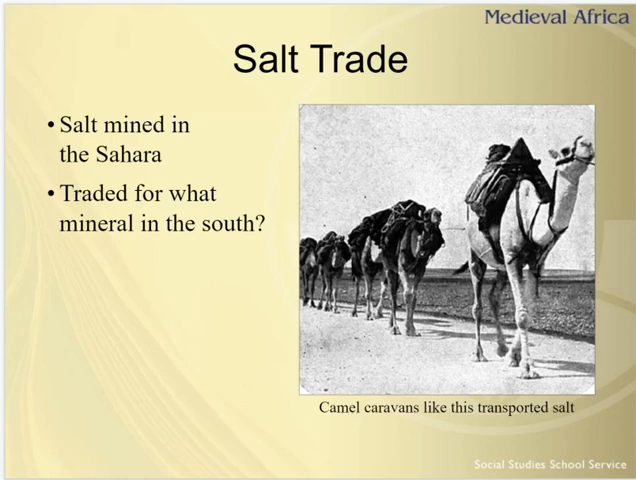 Medieval Africa
Salt Trade
• Salt mined in
the Sahara
• Traded for what
mineral in the south?
Camel caravans like this transported salt
Social Studies School Service